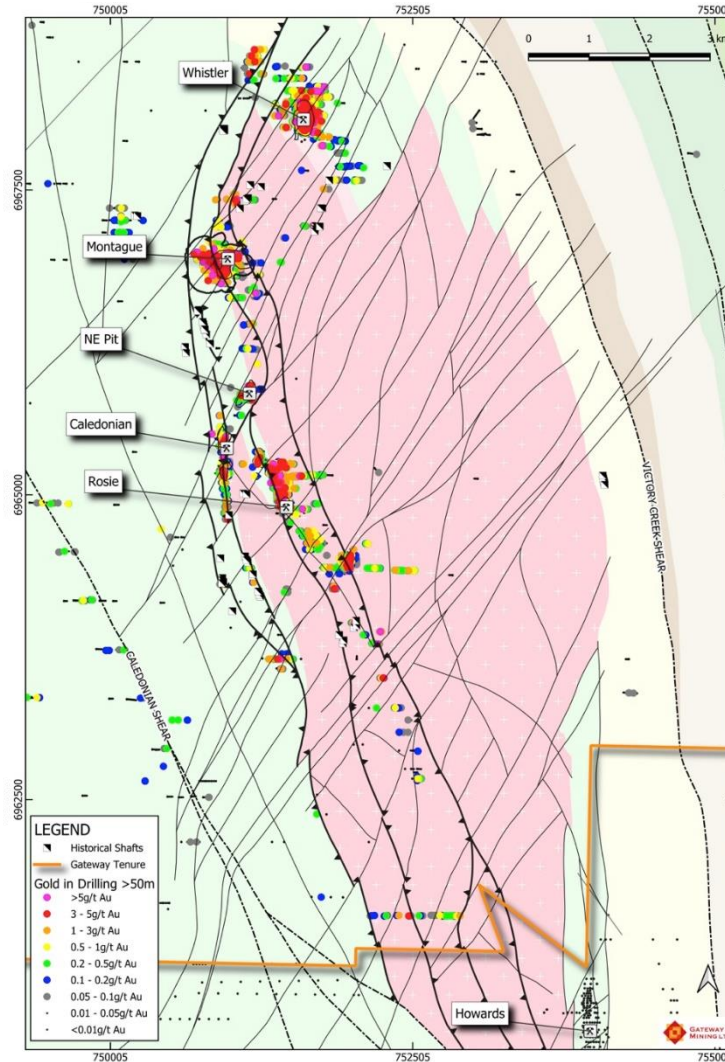 750005
752505
75500
0
1
2
3 km
Whistler
6967500
Montague
NE Pit
Caledonian
Rosie
6965000
VICTORY CREEK SHEAR
CALEDONIAN SHEAR
6962500
LEGEND
Historical Shafts
Gateway Tenure
Gold in Drilling >50m
>5g/t Au
3 - 5g/t Au
1 - 3g/t Au
0.5 - 1g/t Au
0.2 - 0.5g/t Au
0.1 - 0.2g/t Au
0.05 - 0.1g/t Au
0.01 - 0.05g/t Au
<0.01g/t Au
Howards
GATEWAY
750005
752505